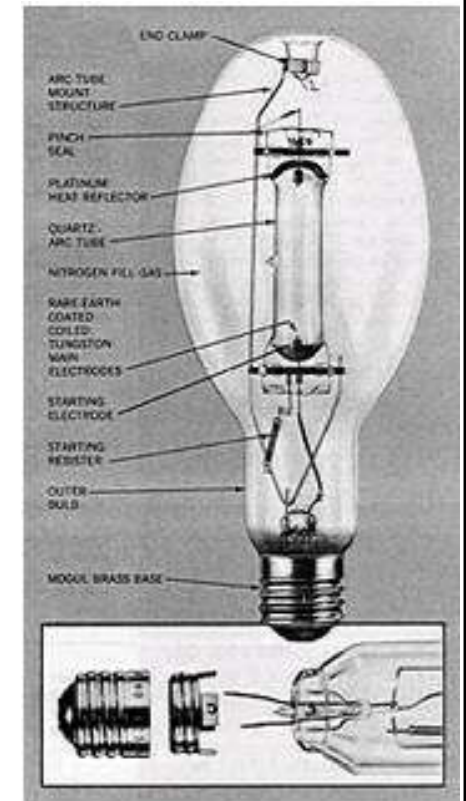 END CLAMP
ARC-TUBE
MOUNT
STRUCTURE
PINCH
SEAL
PLATINUM
HEAT REFLECTOR
QUARTZ-
ARC TUBE
NITROGEN FILL GAS
RARE-EARTH
COATED
COILED-
TUNGSTON
MAIN
ELECTRODES
STARTING
ELECTRODE
STARTING
RESISTER
OUTER
BULB
MOGUL BRASS BASE